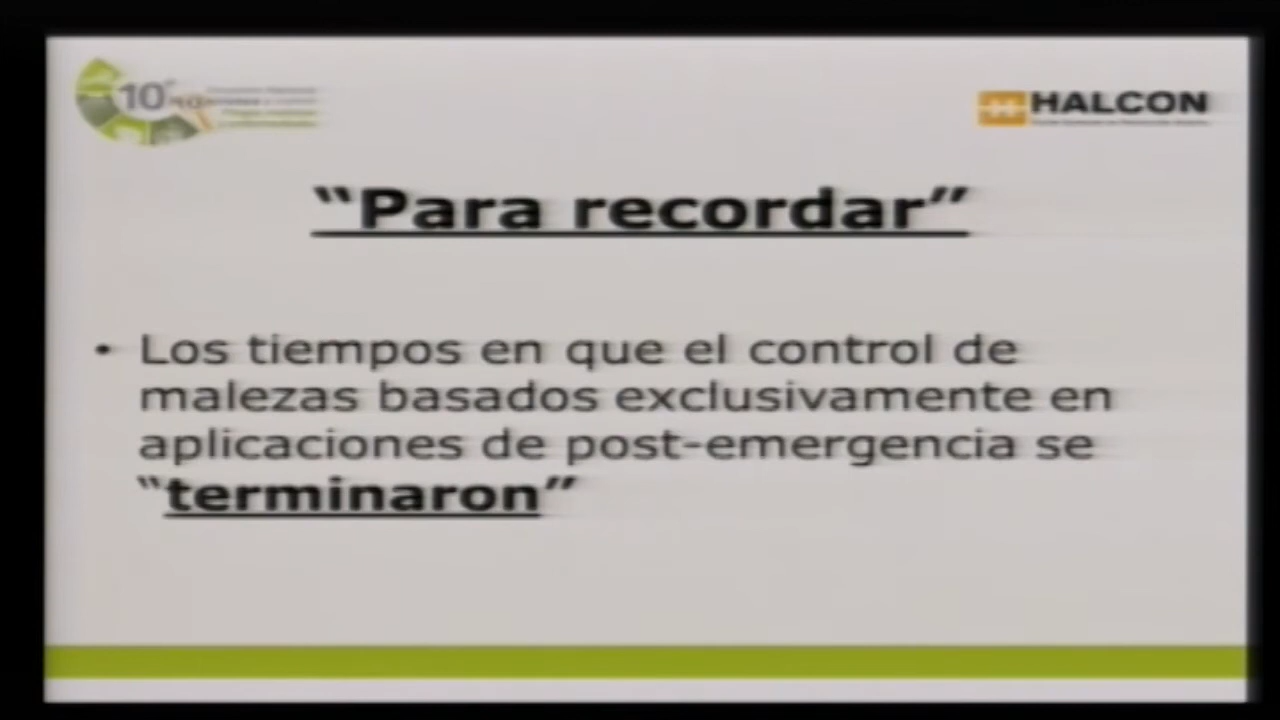 10°
HALCON
“Para recordar”
• Los tiempos en que el control de
malezas basados exclusivamente en
aplicaciones de post-emergencia se
“terminaron”